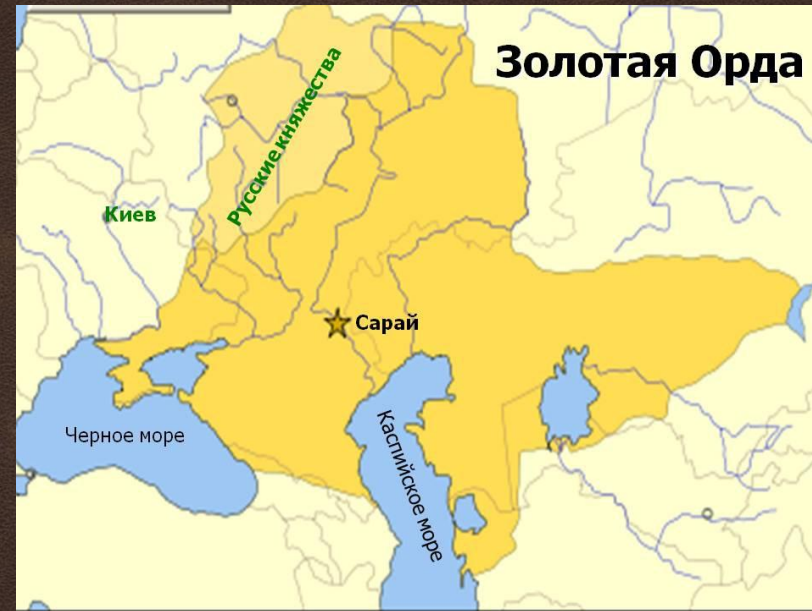 Золотая Орда
Русские княжества
Киев
Сарай
Черное море
Каспийское море